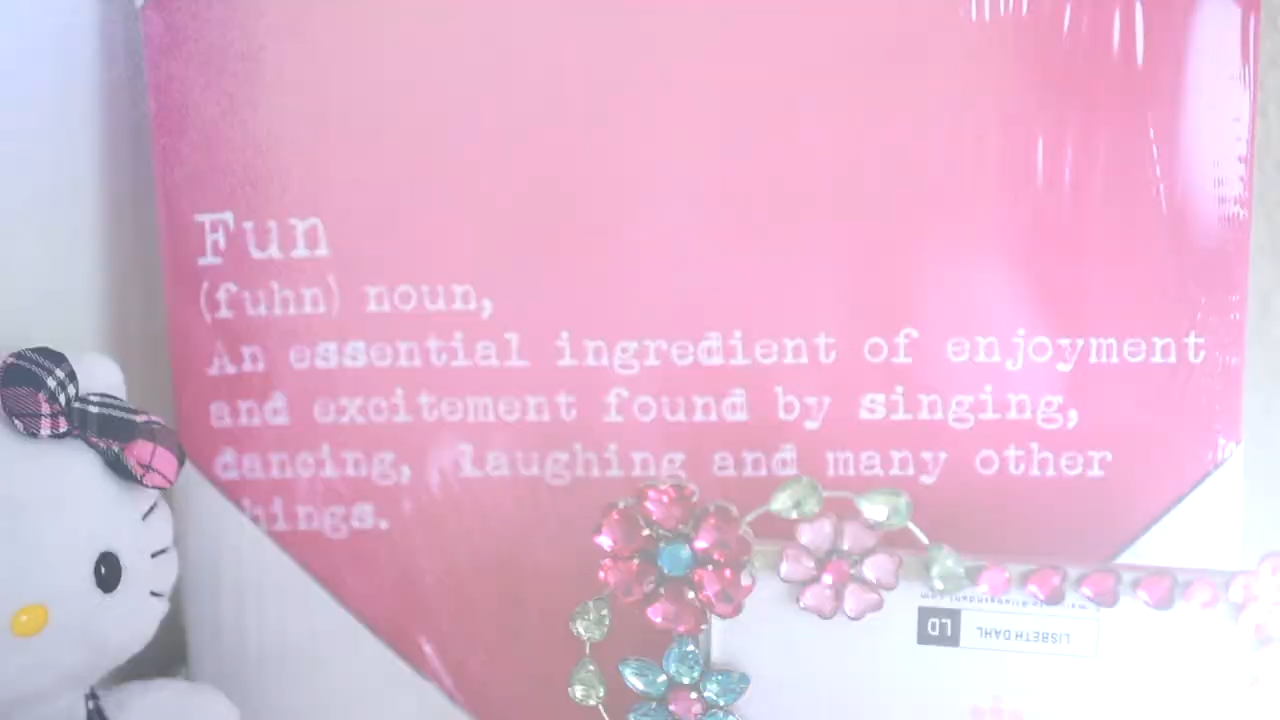 Fun
(fuhn) noun,
An essential ingredient of enjoyment
and excitement found by singing,
dancing, laughing and many other
things.
LD LISBETH DAHL